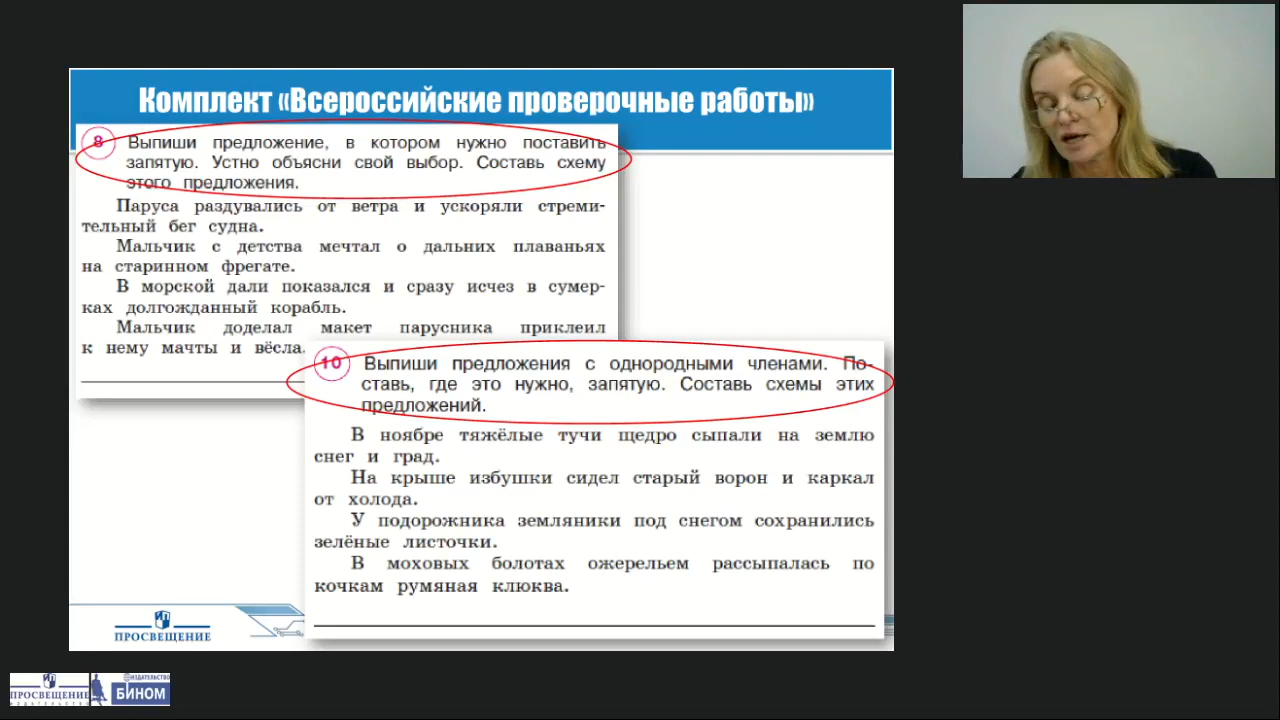 Комплект «Всероссийские проверочные работы»
8 Выпиши предложение, в котором нужно поставить
запятую. Устно объясни свой выбор. Составь схему
этого предложения.
Паруса раздувались от ветра и ускоряли стреми-
тельный бег судна.
Мальчик с детства мечтал о дальних плаваньях
на старинном фрегате.
В морской дали показался и сразу исчез в сумер-
ках долгожданный корабль.
Мальчик доделал макет парусника приклеил
к нему мачты и вёсла.
10 Выпиши предложения с однородными членами. По-
ставь, где это нужно, запятую. Составь схемы этих
предложений.
В ноябре тяжёлые тучи щедро сыпали на землю
снег и град.
На крыше избушки сидел старый ворон и каркал
от холода.
У подорожника земляники под снегом сохранились
зелёные листочки.
В моховых болотах ожерельем рассыпалась по
кочкам румяная клюква.
ПРОСВЕЩЕНИЕ
ПРОСВЕЩЕНИЕ
ИЗДАТЕЛЬСТВО
ИЗДАТЕЛЬСТВО
БИНОМ